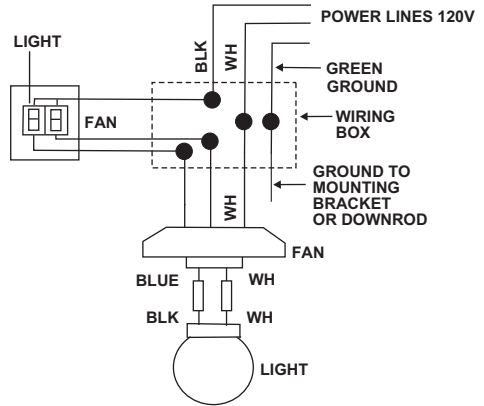 POWER LINES 120V
LIGHT
BLK
WH
GREEN
GROUND
FAN
WIRING
BOX
GROUND TO
MOUNTING
BRACKET
OR DOWNROD
WH
FAN
BLUE
WH
BLK
WH
LIGHT